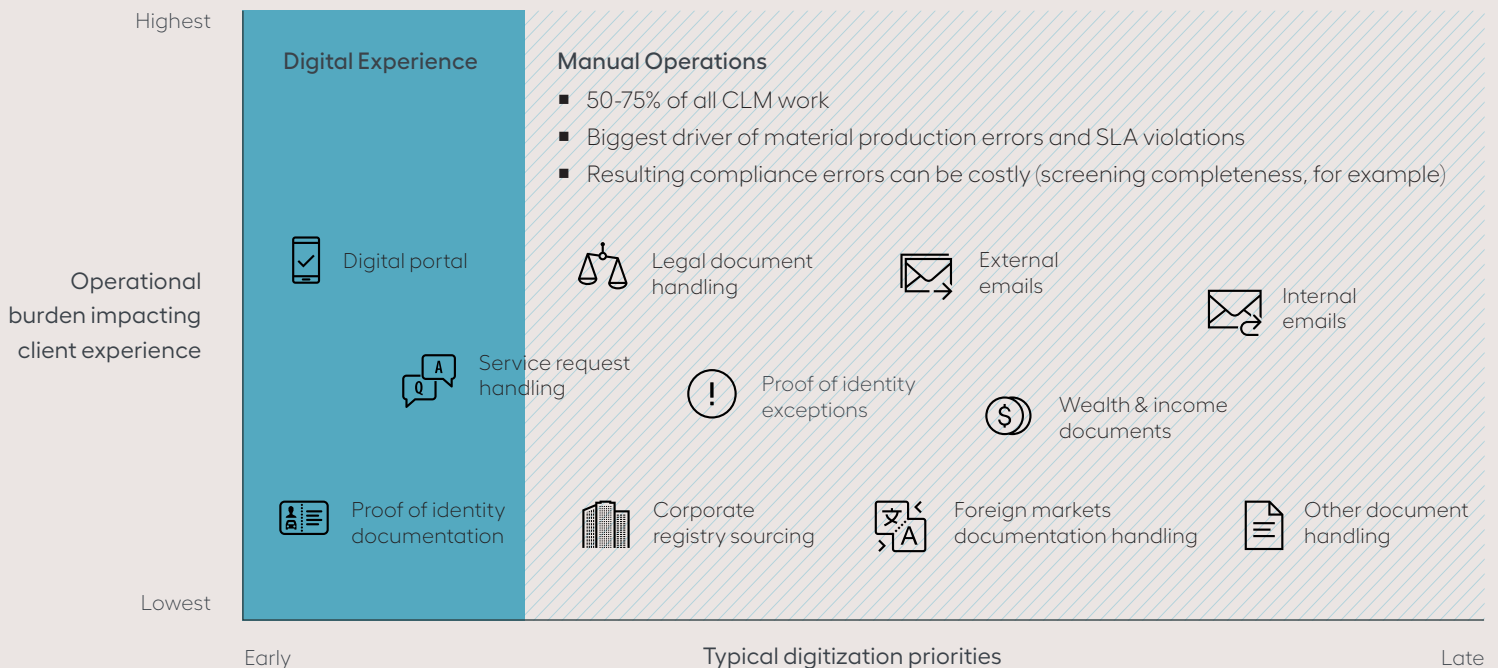 Highest
Digital Experience
Manual Operations
■ 50-75% of all CLM work
■ Biggest driver of material production errors and SLA violations
■ Resulting compliance errors can be costly (screening completeness, for example)
Operational
burden impacting
client experience
Digital portal
Legal document
handling
External
emails
Internal
emails
A
Q
Service request
handling
!
Proof of identity
exceptions
$
Wealth & income
documents
Proof of identity
documentation
Corporate
registry sourcing
文
A
Foreign markets
documentation handling
Other document
handling
Lowest
Early
Typical digitization priorities
Late